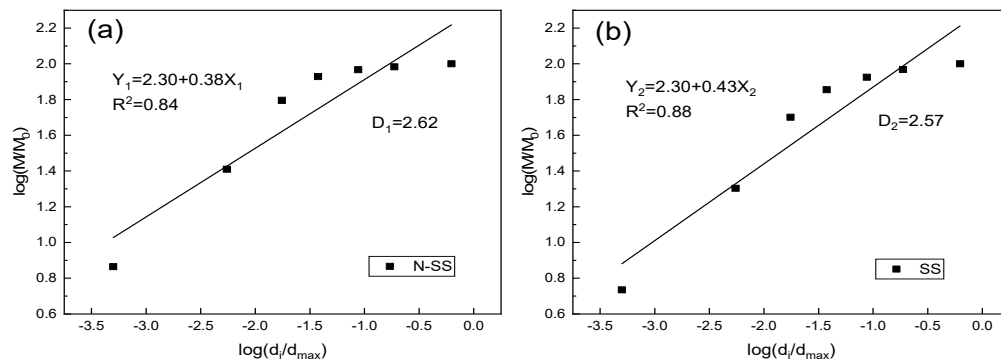 (a)
Y₁=2.30+0.38X₁
R²=0.84
D₁=2.62
N-SS
log(M/M₀)
2.2
2.0
1.8
1.6
1.4
1.2
1.0
0.8
0.6
-3.5 -3.0 -2.5 -2.0 -1.5 -1.0 -0.5 0.0
log(dᵢ/dₘₐₓ)
(b)
Y₂=2.30+0.43X₂
R²=0.88
D₂=2.57
SS
log(M/M₀)
2.2
2.0
1.8
1.6
1.4
1.2
1.0
0.8
0.6
-3.5 -3.0 -2.5 -2.0 -1.5 -1.0 -0.5 0.0
log(dᵢ/dₘₐₓ)